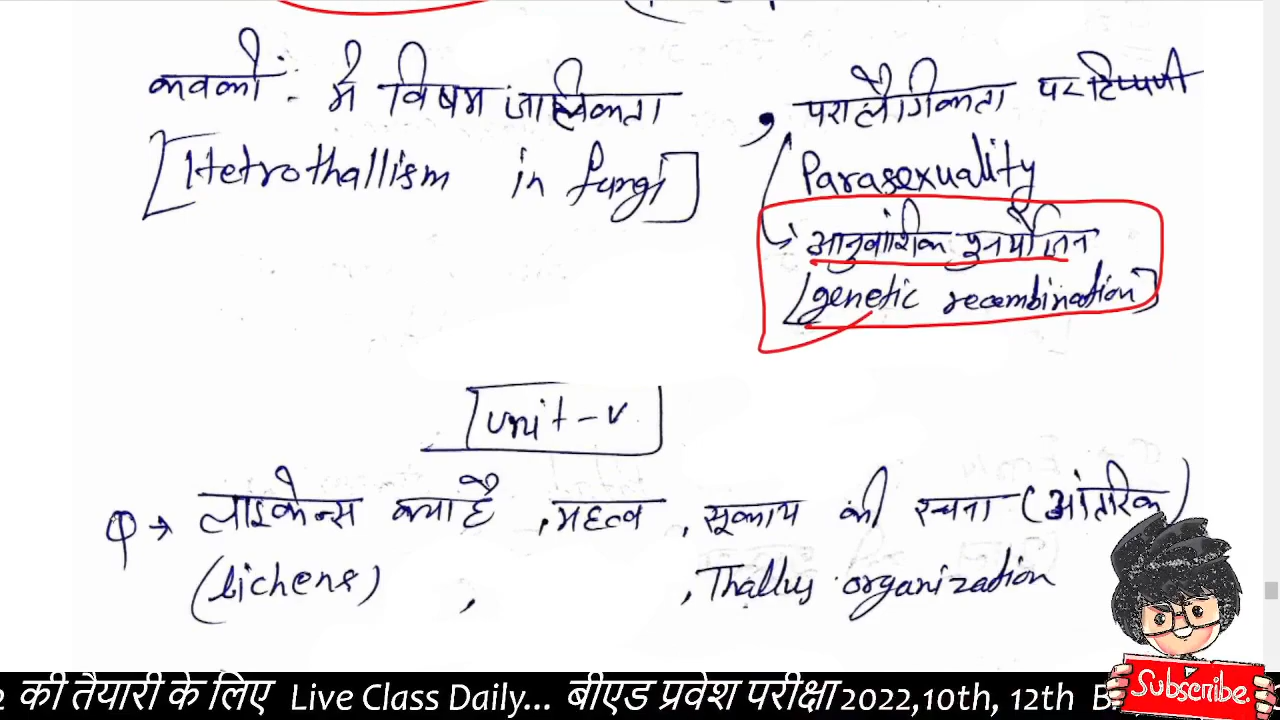 कवकों में विषम जालिकता , परालैंगिकता पर टिप्पणी
[Hetrothallism in fungi] Parasexuality
आनुवांशिक पुनर्योजन
[genetic recombination]
Unit - V
Q → लाइकेन्स क्या है , महत्व , सूकाय की रचना (आंतरिक)
(lichens) , , Thallus organization
की तैयारी के लिए Live Class Daily... बीएड प्रवेश परीक्षा 2022,10th, 12th
Subscribe